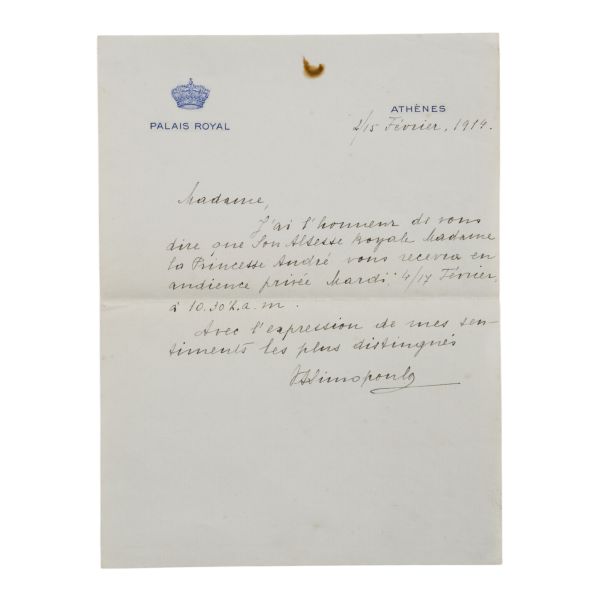 PALAIS ROYAL
ATHÈNES
2/15 Février, 1914.
Madame,
J'ai l'honneur de vous
dire que Son Altesse Royale Madame
la Princesse André vous recevra en
audience privée Mardi 4/17 Février
à 10.30 h. a. m.
Avec l'expression de mes sen-
timents les plus distingués